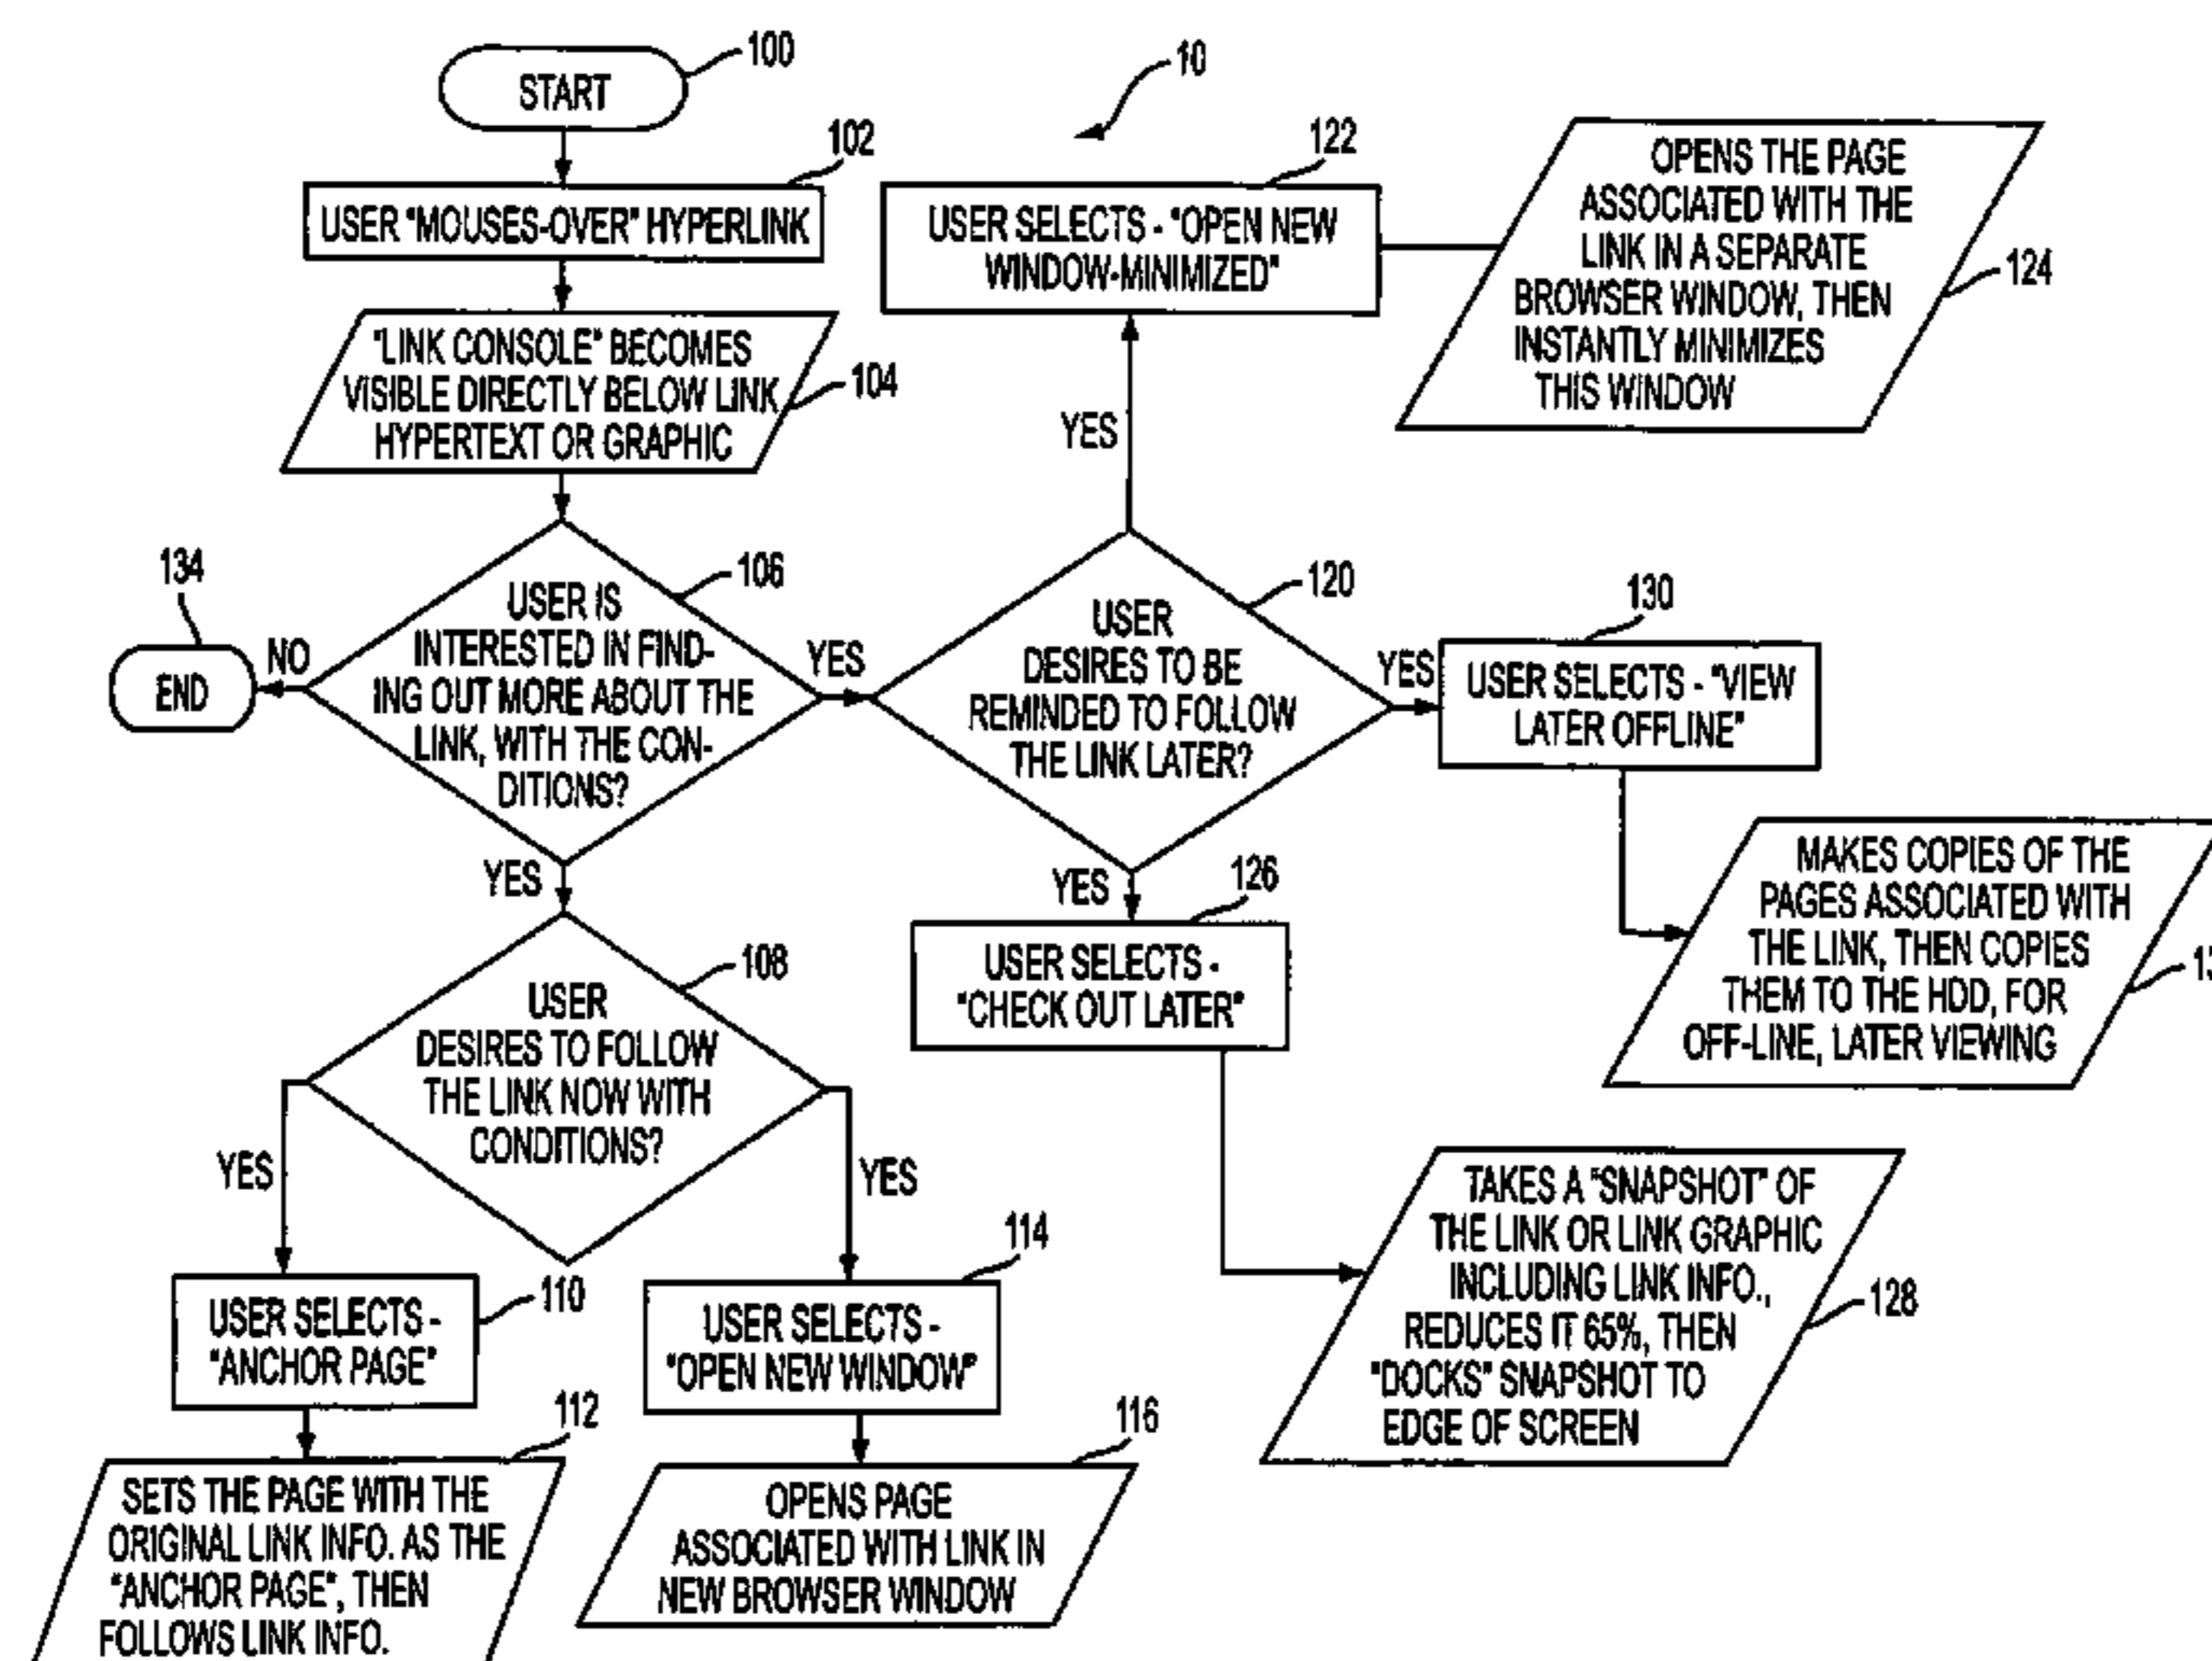 100
START
10
102
USER "MOUSES-OVER" HYPERLINK
"LINK CONSOLE" BECOMES
VISIBLE DIRECTLY BELOW LINK
HYPERTEXT OR GRAPHIC
104
106
USER IS
INTERESTED IN FIND-
ING OUT MORE ABOUT THE
LINK, WITH THE CON-
DITIONS?
NO
134
END
YES
YES
108
USER
DESIRES TO FOLLOW
THE LINK NOW WITH
CONDITIONS?
YES
YES
110
USER SELECTS -
"ANCHOR PAGE"
112
SETS THE PAGE WITH THE
ORIGINAL LINK INFO. AS THE
"ANCHOR PAGE", THEN
FOLLOWS LINK INFO.
114
USER SELECTS -
"OPEN NEW WINDOW"
116
OPENS PAGE
ASSOCIATED WITH LINK IN
NEW BROWSER WINDOW
120
USER
DESIRES TO BE
REMINDED TO FOLLOW
THE LINK LATER?
YES
122
USER SELECTS - "OPEN NEW
WINDOW-MINIMIZED"
OPENS THE PAGE
ASSOCIATED WITH THE
LINK IN A SEPARATE
BROWSER WINDOW, THEN
INSTANTLY MINIMIZES
THIS WINDOW
124
YES
126
USER SELECTS -
"CHECK OUT LATER"
TAKES A "SNAPSHOT" OF
THE LINK OR LINK GRAPHIC
INCLUDING LINK INFO.,
REDUCES IT 65%, THEN
"DOCKS" SNAPSHOT TO
EDGE OF SCREEN
128
YES
130
USER SELECTS - "VIEW
LATER OFFLINE"
MAKES COPIES OF THE
PAGES ASSOCIATED WITH
THE LINK, THEN COPIES
THEM TO THE HDD, FOR
OFF-LINE, LATER VIEWING